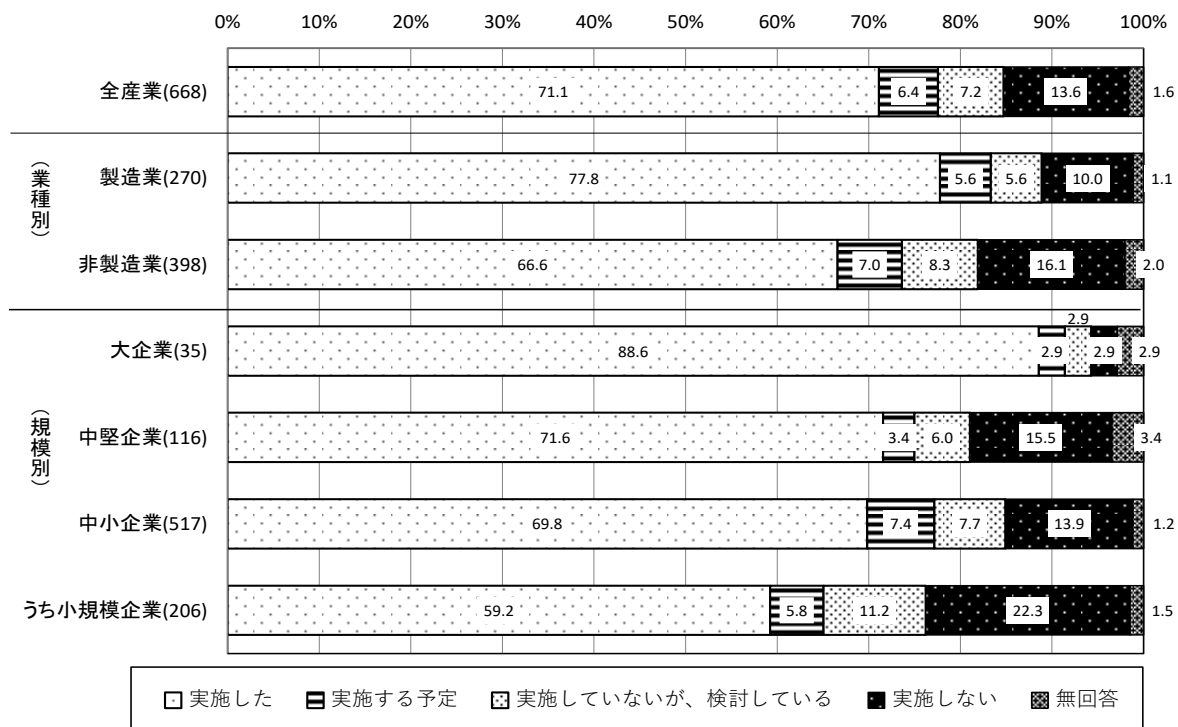 0% 10% 20% 30% 40% 50% 60% 70% 80% 90% 100%
全産業(668) 71.1 6.4 7.2 13.6 1.6
（業種別）
製造業(270) 77.8 5.6 5.6 10.0 1.1
非製造業(398) 66.6 7.0 8.3 16.1 2.0
（規模別）
2.9
大企業(35) 88.6 2.9 2.9 2.9
中堅企業(116) 71.6 3.4 6.0 15.5 3.4
中小企業(517) 69.8 7.4 7.7 13.9 1.2
うち小規模企業(206) 59.2 5.8 11.2 22.3 1.5
実施した 実施する予定 実施していないが、検討している 実施しない 無回答